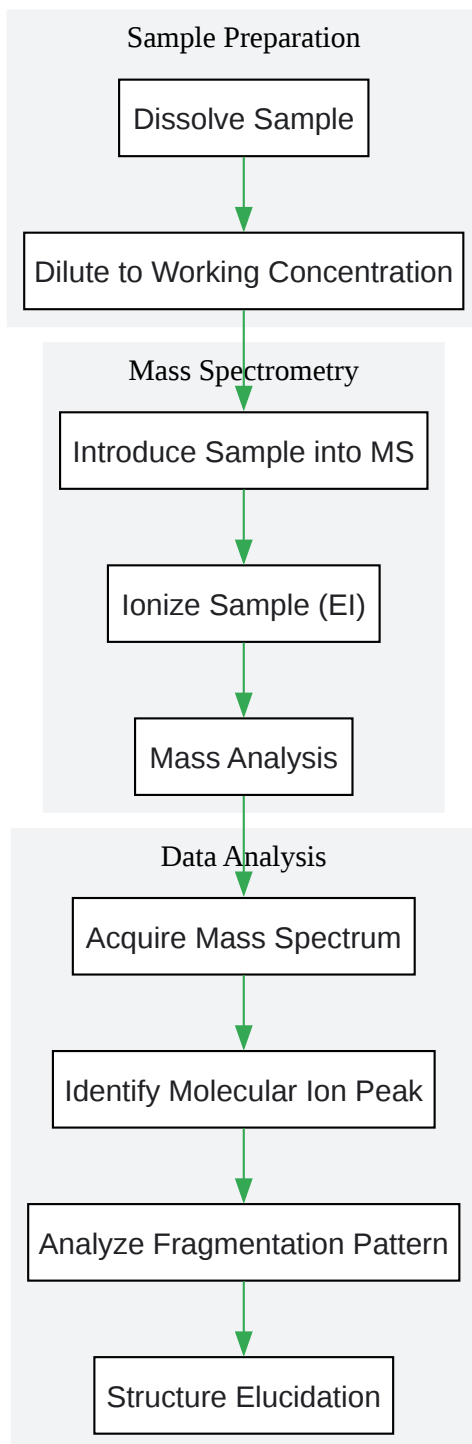 Sample Preparation
Dissolve Sample
Dilute to Working Concentration
Mass Spectrometry
Introduce Sample into MS
Ionize Sample (EI)
Mass Analysis
Data Analysis
Acquire Mass Spectrum
Identify Molecular Ion Peak
Analyze Fragmentation Pattern
Structure Elucidation